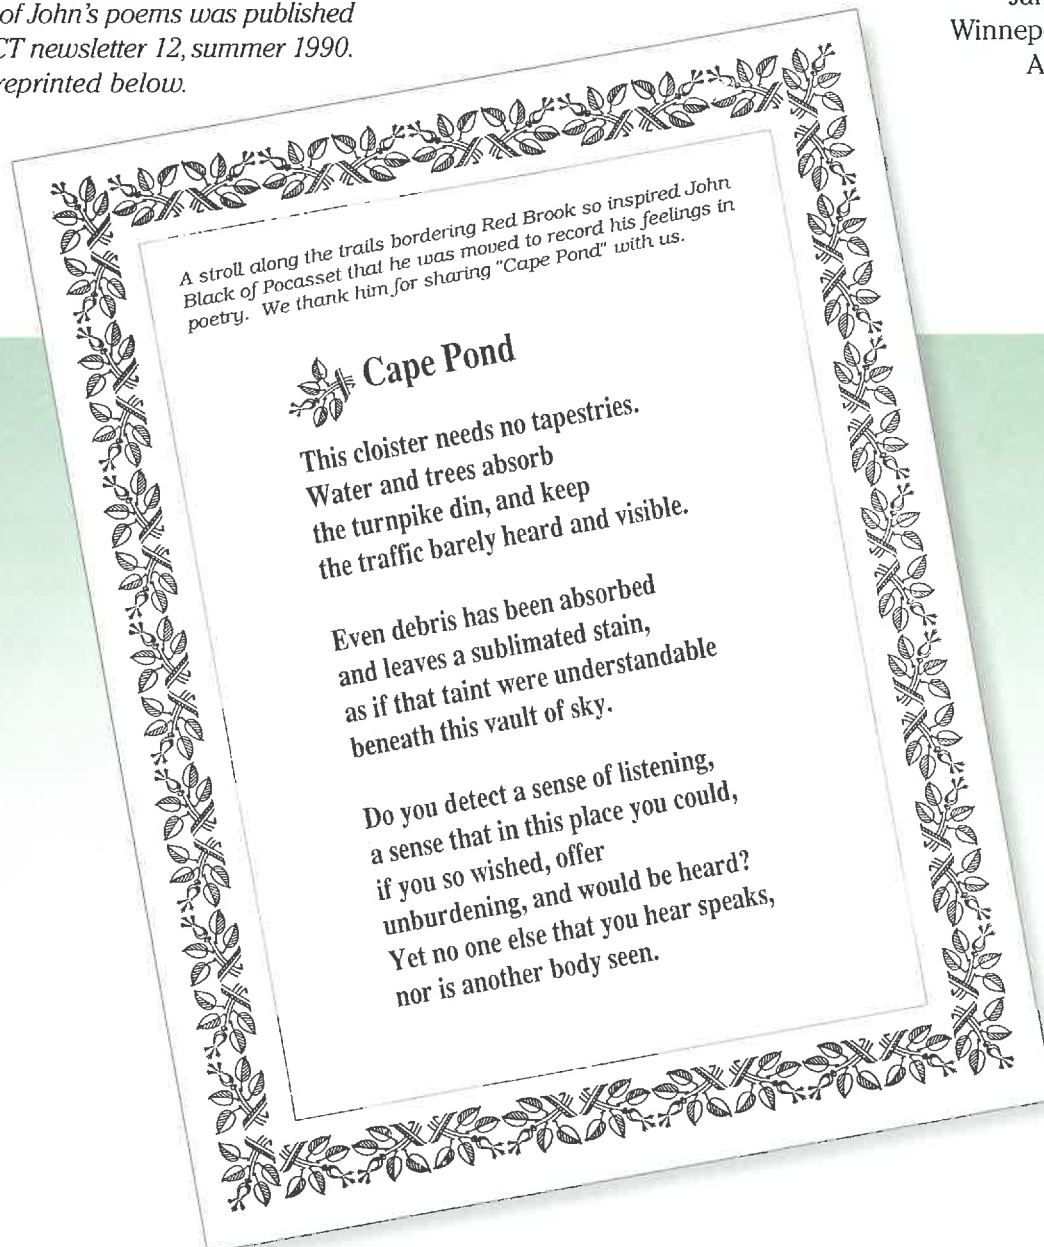 of John's poems was published
CT newsletter 12, summer 1990.
reprinted below.
Winnep
A
A stroll along the trails bordering Red Brook so inspired John
Black of Pocasset that he was moved to record his feelings in
poetry. We thank him for sharing "Cape Pond" with us.
Cape Pond
This cloister needs no tapestries.
Water and trees absorb
the turnpike din, and keep
the traffic barely heard and visible.
Even debris has been absorbed
and leaves a sublimated stain,
as if that taint were understandable
beneath this vault of sky.
Do you detect a sense of listening,
a sense that in this place you could,
if you so wished, offer
unburdening, and would be heard?
Yet no one else that you hear speaks,
nor is another body seen.